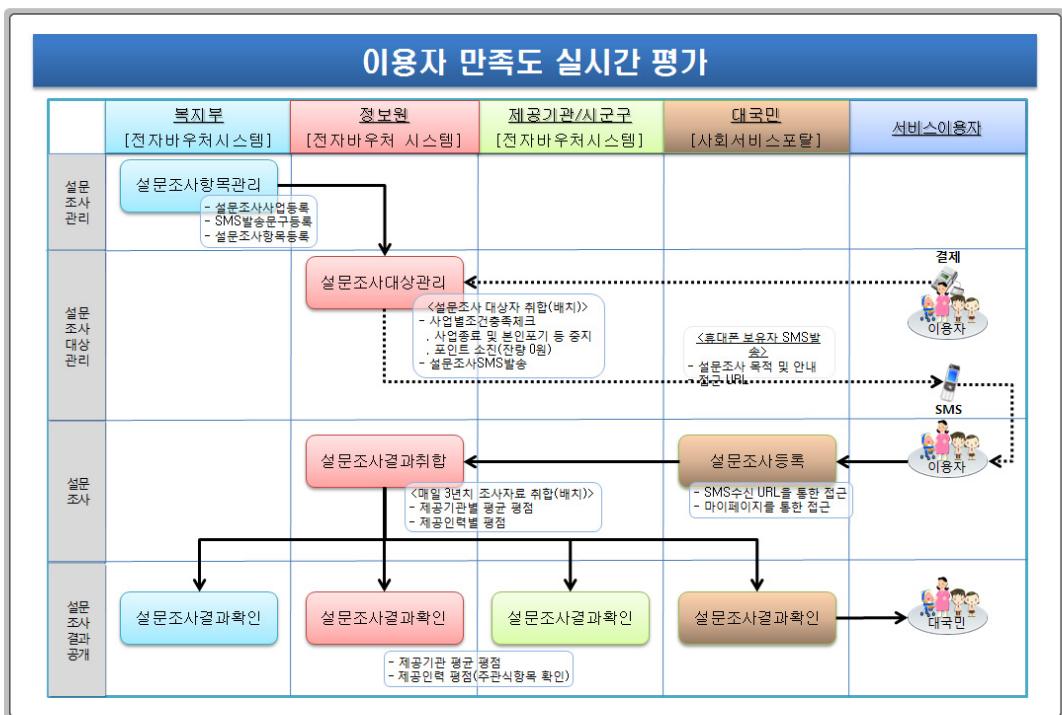 이용자 만족도 실시간 평가
복지부
[전자바우처시스템]
정보원
[전자바우처 시스템]
제공기관/시군구
[전자바우처시스템]
대국민
[사회서비스포탈]
서비스이용자
설문
조사
관리
설문조사항목관리
- 설문조사사업등록
- SMS발송문구등록
- 설문조사항목등록
설문
조사
대상
관리
설문조사대상관리
<설문조사 대상자 취합(배치)>
- 사업별조건충족체크
. 사업종료 및 본인포기 등 중지
. 포인트 소진(잔량 0원)
- 설문조사SMS발송
<휴대폰 보유자 SMS발
송>
- 설문조사 목적 및 안내
- 접근 URL
결제
이용자
SMS
설문
조사
설문조사결과취합
<매일 3년치 조사자료 취합(배치)>
- 제공기관별 평균 평점
- 제공인력별 평점
설문조사등록
- SMS수신 URL을 통한 접근
- 마이페이지를 통한 접근
이용자
설문
조사
결과
공개
설문조사결과확인
설문조사결과확인
설문조사결과확인
설문조사결과확인
대국민
- 제공기관 평균 평점
- 제공인력 평점(주관식항목 확인)